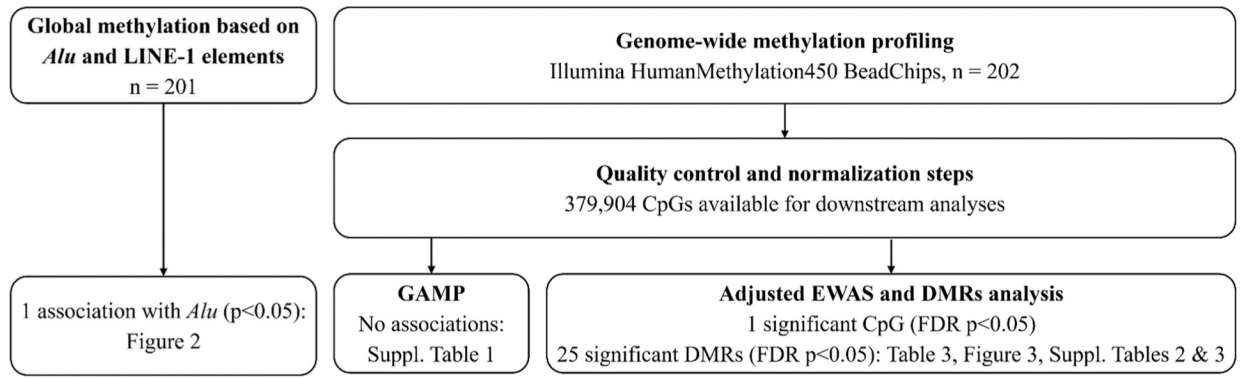 Global methylation based on
Alu and LINE-1 elements
n = 201
Genome-wide methylation profiling
Illumina HumanMethylation450 BeadChips, n = 202
Quality control and normalization steps
379,904 CpGs available for downstream analyses
1 association with Alu (p<0.05):
Figure 2
GAMP
No associations:
Suppl. Table 1
Adjusted EWAS and DMRs analysis
1 significant CpG (FDR p<0.05)
25 significant DMRs (FDR p<0.05): Table 3, Figure 3, Suppl. Tables 2 & 3